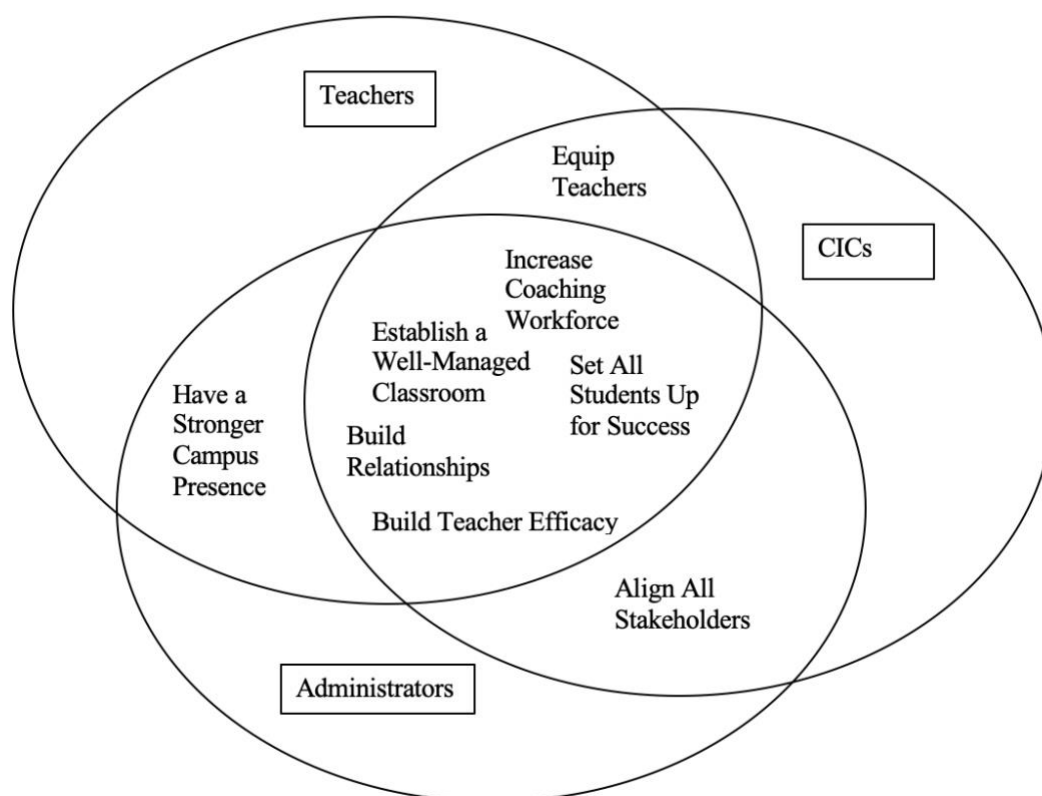 Teachers
Equip
Teachers
CICs
Increase
Coaching
Workforce
Establish a
Well-Managed
Classroom
Set All
Students Up
for Success
Have a
Stronger
Campus
Presence
Build
Relationships
Build Teacher Efficacy
Align All
Stakeholders
Administrators